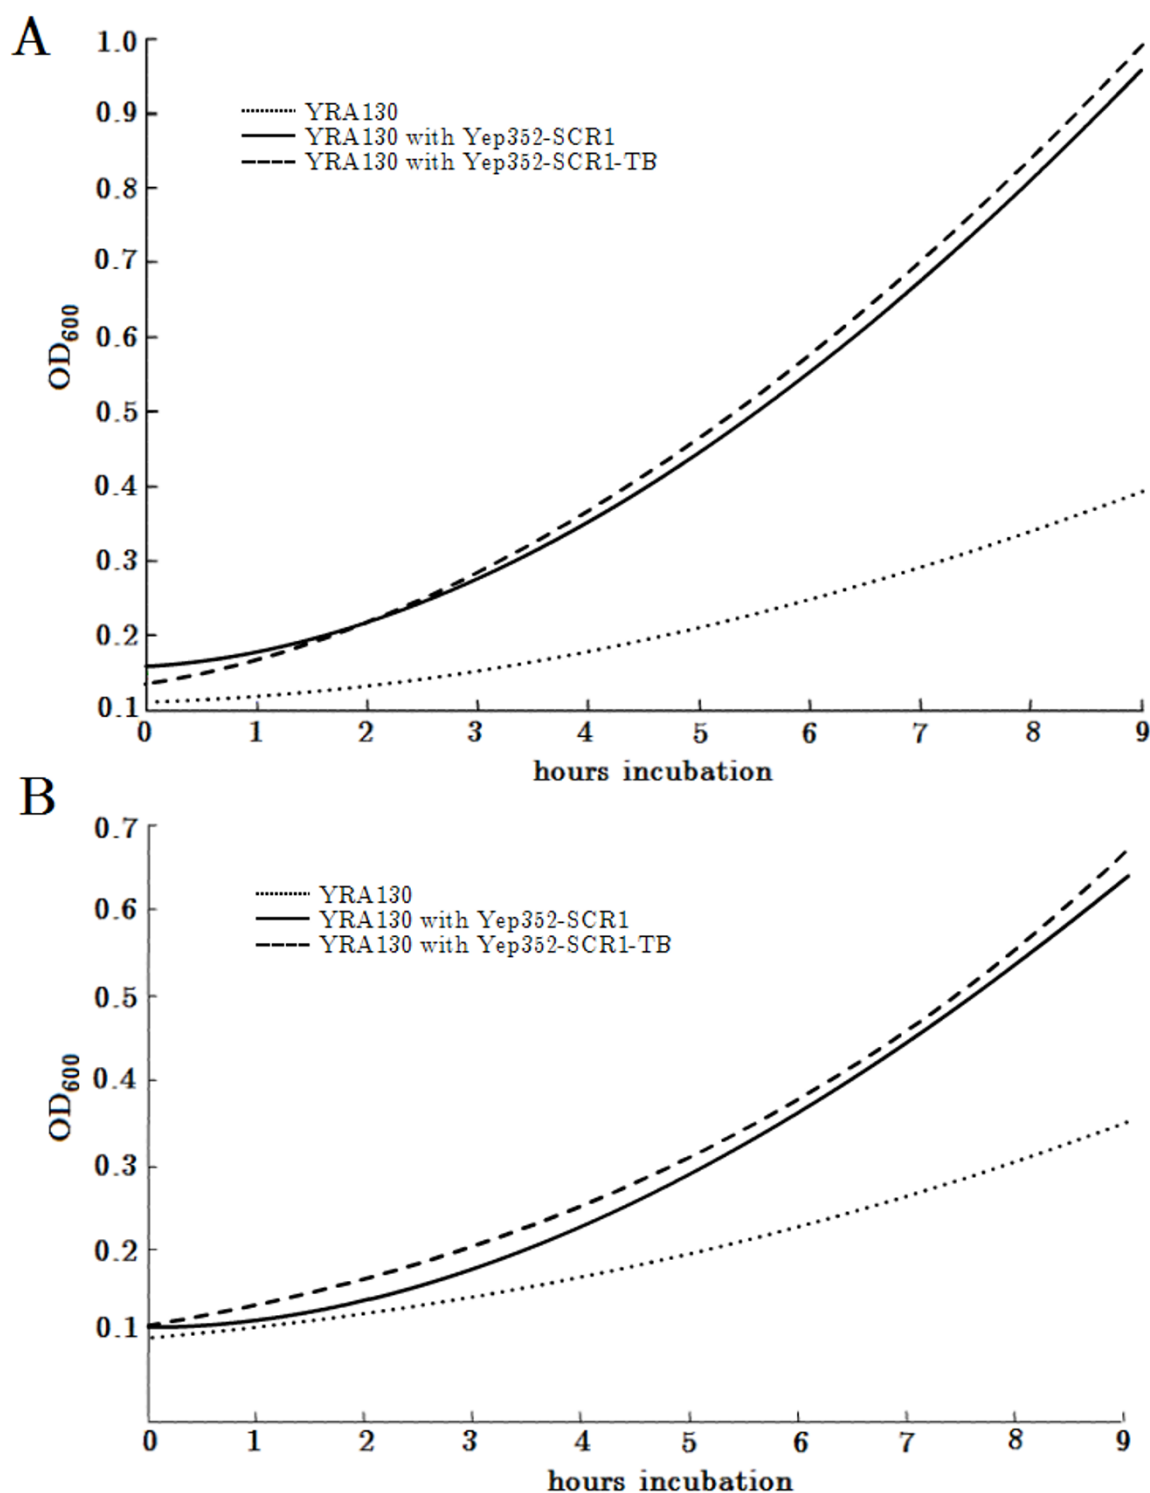 A
1.0
0.9
0.8
0.7
0.6
0.5
0.4
0.3
0.2
0.1
OD600
YRA130
YRA130 with Yep352-SCR1
YRA130 with Yep352-SCR1-TB
0 1 2 3 4 5 6 7 8 9
hours incubation
B
0.7
0.6
0.5
0.4
0.3
0.2
0.1
OD600
YRA130
YRA130 with Yep352-SCR1
YRA130 with Yep352-SCR1-TB
0 1 2 3 4 5 6 7 8 9
hours incubation